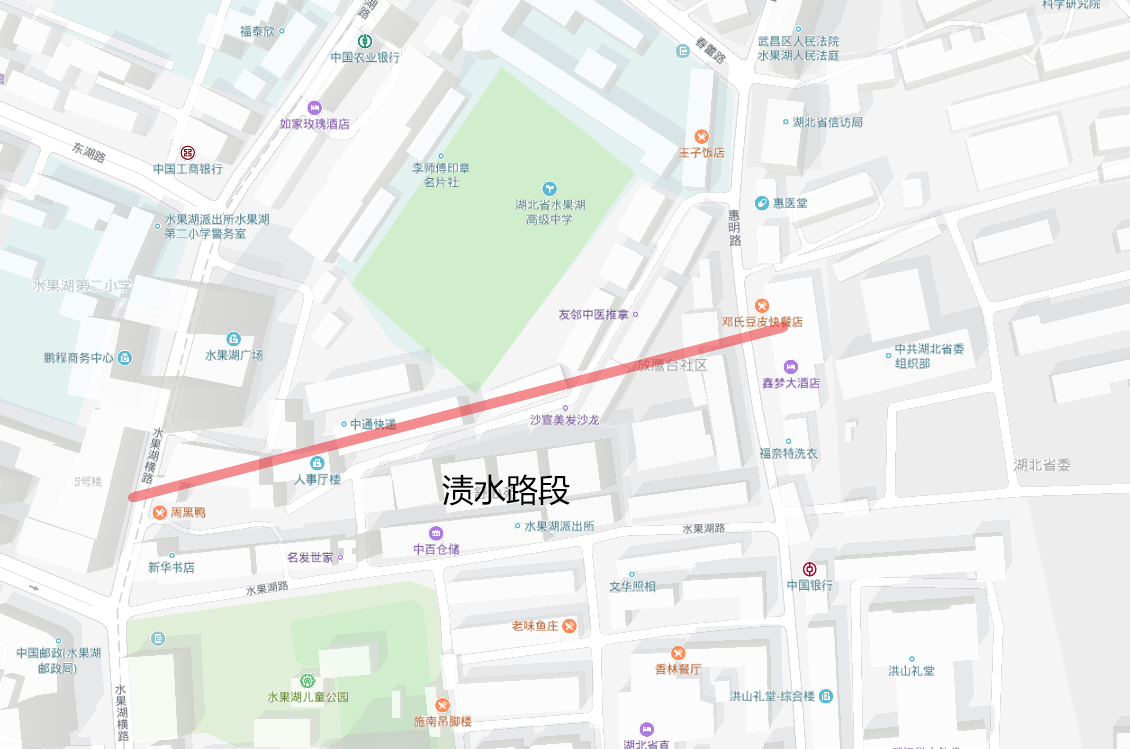 科学研究院
湖路
福泰欣
中国农业银行
春蕾路
武昌区人民法院
水果湖人民法庭
如家玫瑰酒店
湖北省信访局
东湖路
中国工商银行
王子饭店
李师傅印章
名片社
湖北省水果湖
高级中学
惠医堂
水果湖派出所水果湖
第二小学警务室
惠明路
水果湖第二小学
友邻中医推拿
邓氏豆皮快餐店
鹏程商务中心
水果湖广场
中共湖北省委
组织部
放鹰台社区
鑫梦大酒店
中通快递
沙宣美发沙龙
水果湖横路
福奈特洗衣
湖北省委
人事厅楼
5号楼
渍水路段
周黑鸭
水果湖派出所
水果湖路
中百仓储
名发世家
新华书店
中国银行
水果湖路
文华照相
老味鱼庄
中国邮政(水果湖
邮政局)
香林餐厅
洪山礼堂
水果湖儿童公园
洪山礼堂-综合楼
水果湖横路
施南吊脚楼
湖北省直